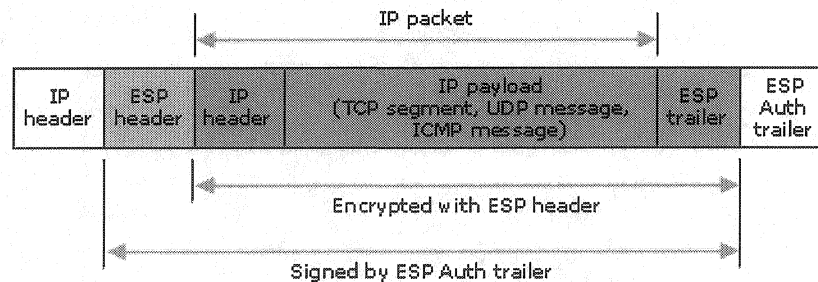 IP packet
IP header
ESP header
IP header
IP payload
(TCP segment, UDP message,
ICMP message)
ESP trailer
ESP Auth trailer
Encrypted with ESP header
Signed by ESP Auth trailer